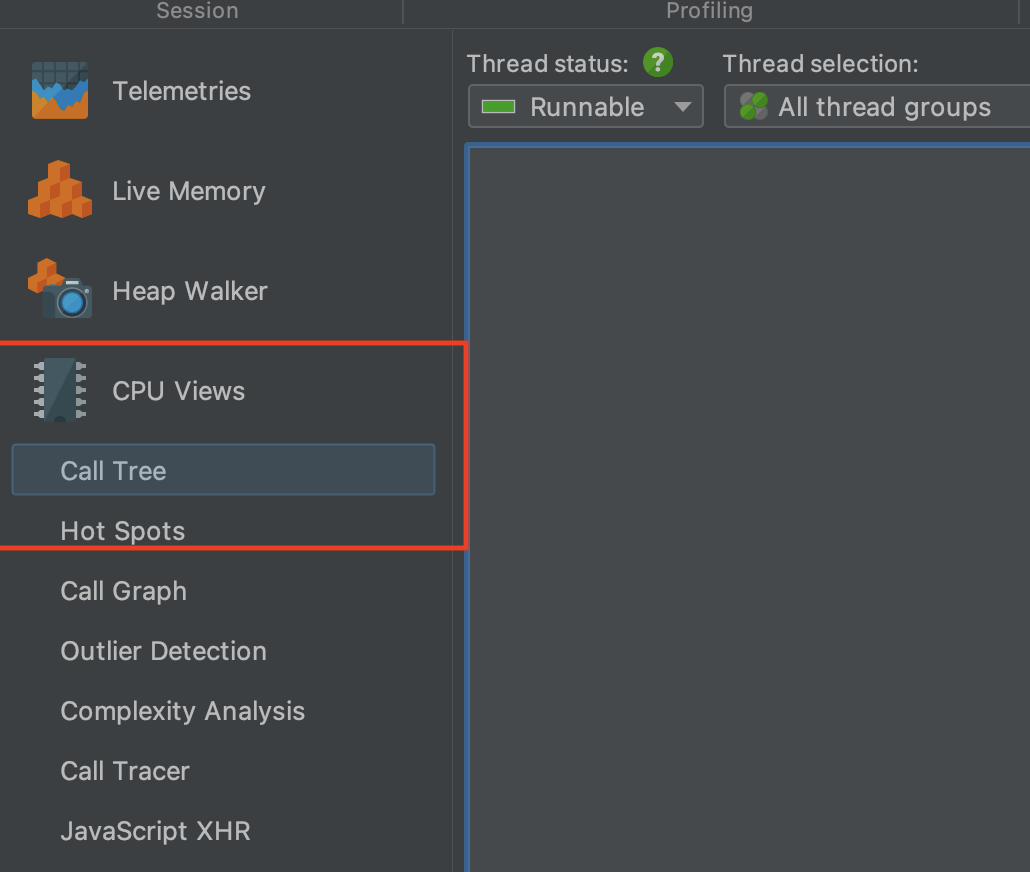 Session Profiling
Telemetries
Live Memory
Heap Walker
CPU Views
Call Tree
Hot Spots
Call Graph
Outlier Detection
Complexity Analysis
Call Tracer
JavaScript XHR
Thread status: ? Thread selection:
Runnable All thread groups